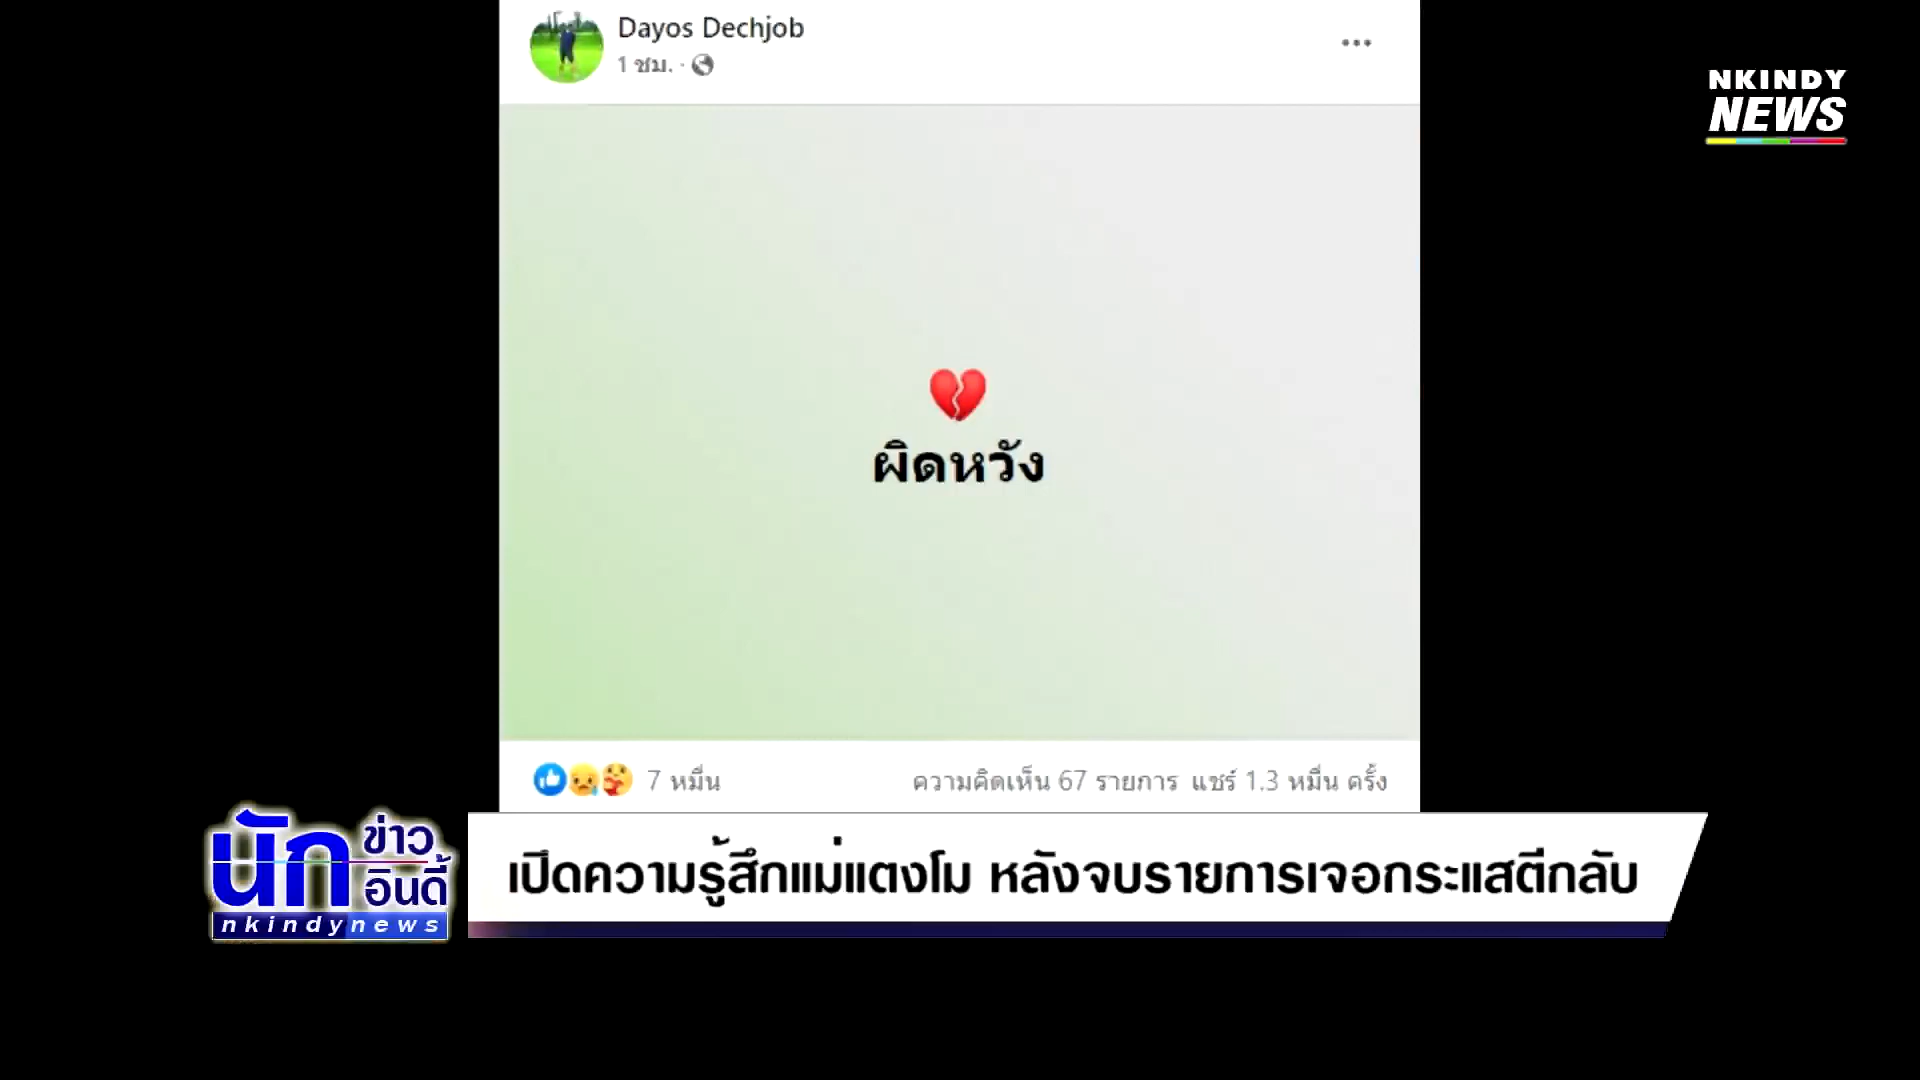 Dayos Dechjob
1 ชม. ·
NKINDY
NEWS
💔
ผิดหวัง
7 หมื่น
ความคิดเห็น 67 รายการ แชร์ 1.3 หมื่น ครั้ง
นักข่าวอินดี้
nkindynews
เปิดความรู้สึกแม่แตงโม หลังจบรายการเจอกระแสตีกลับ